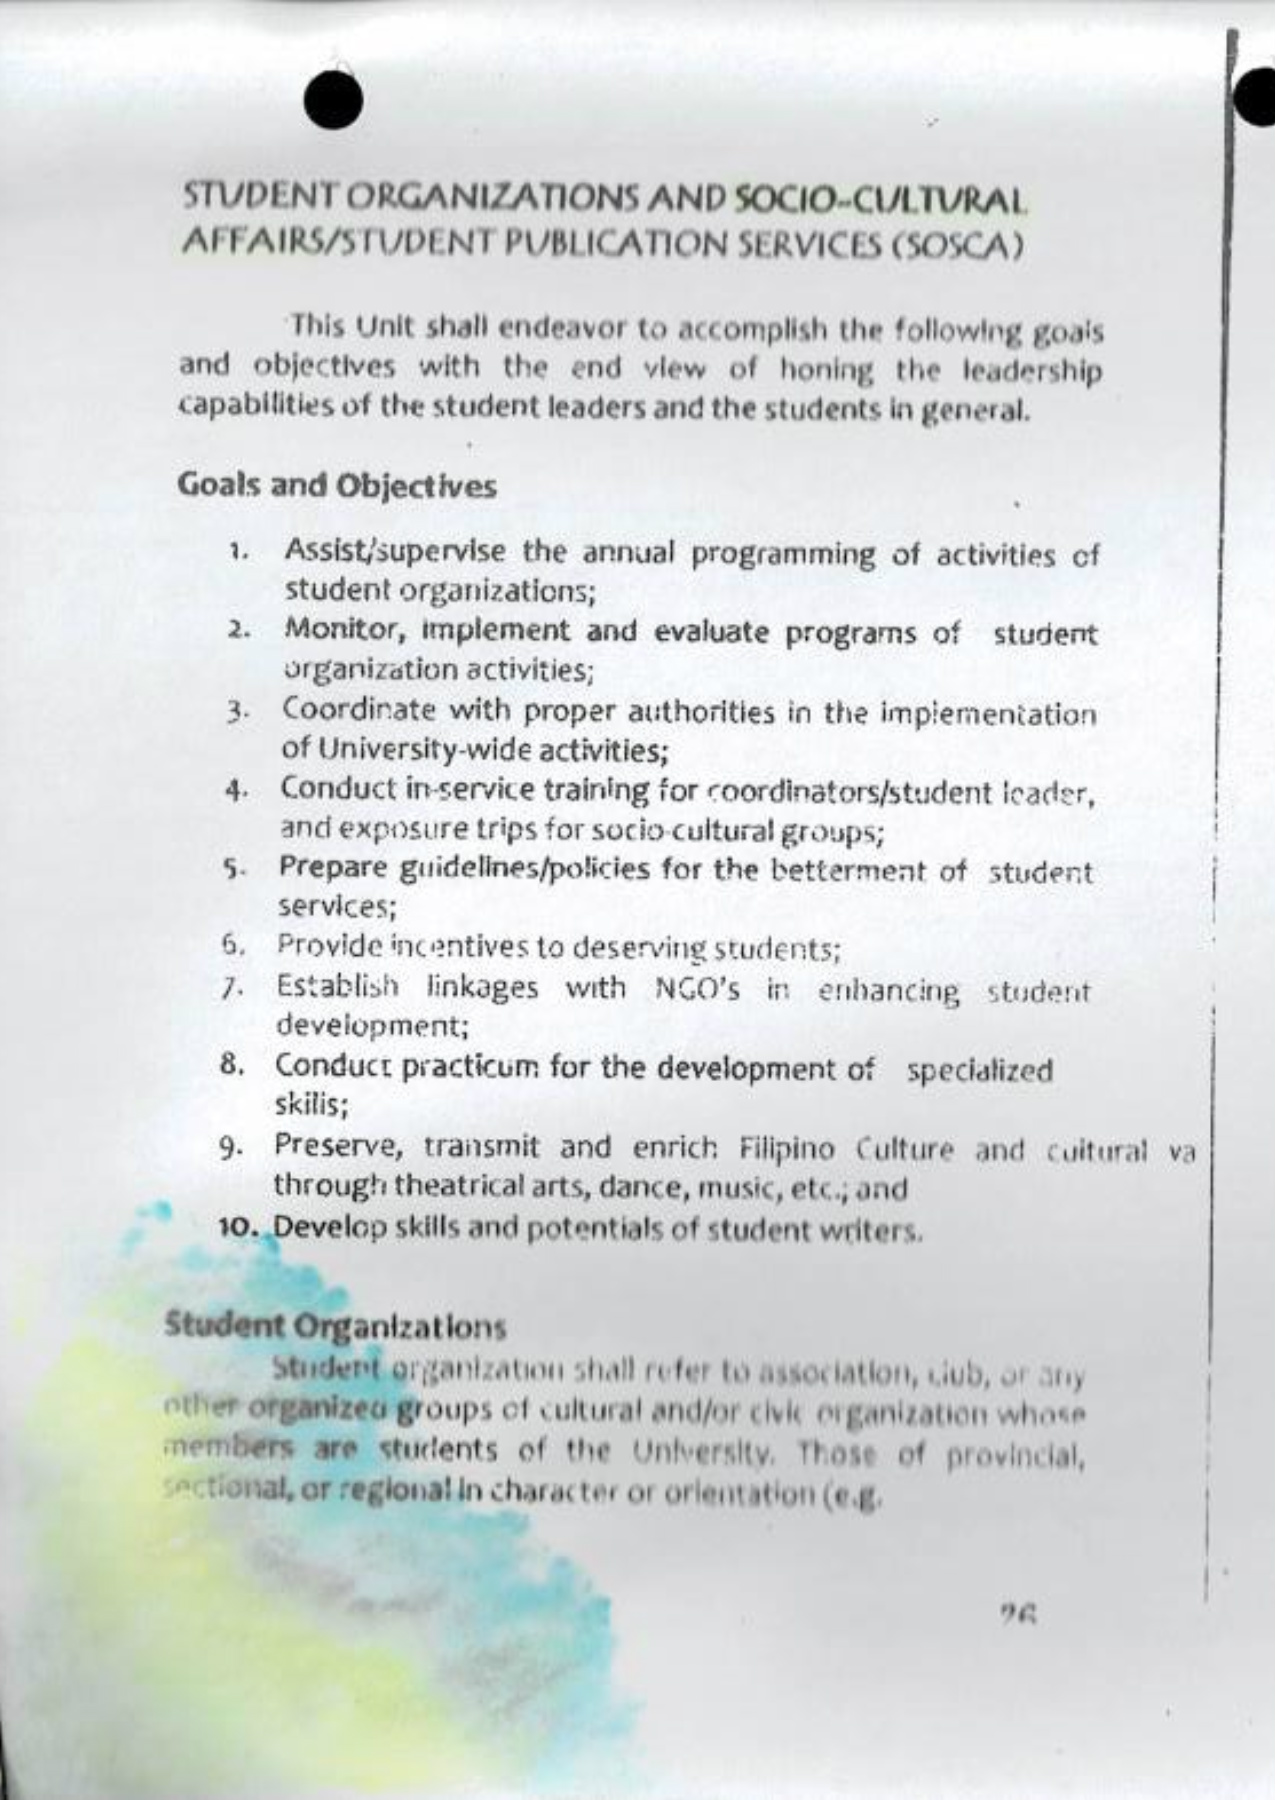 STUDENT ORGANIZATIONS AND SOCIO-CULTURAL
AFFAIRS/STUDENT PUBLICATION SERVICES (SOSCA)
This Unit shall endeavor to accomplish the following goals
and objectives with the end view of honing the leadership
capabilities of the student leaders and the students in general.
Goals and Objectives
1. Assist/supervise the annual programming of activities of
student organizations;
2. Monitor, implement and evaluate programs of student
organization activities;
3. Coordinate with proper authorities in the implementation
of University-wide activities;
4. Conduct in-service training for coordinators/student leader,
and exposure trips for socio-cultural groups;
5. Prepare guidelines/policies for the betterment of student
services;
6. Provide incentives to deserving students;
7. Establish linkages with NGO's in enhancing student
development;
8. Conduct practicum for the development of specialized
skills;
9. Preserve, transmit and enrich Filipino Culture and cultural va
through theatrical arts, dance, music, etc.; and
10. Develop skills and potentials of student writers.
Student Organizations
Student organization shall refer to association, club, or any
other organized groups of cultural and/or civic organization whose
members are students of the University. Those of provincial,
sectional, or regional in character or orientation (e.g.
26